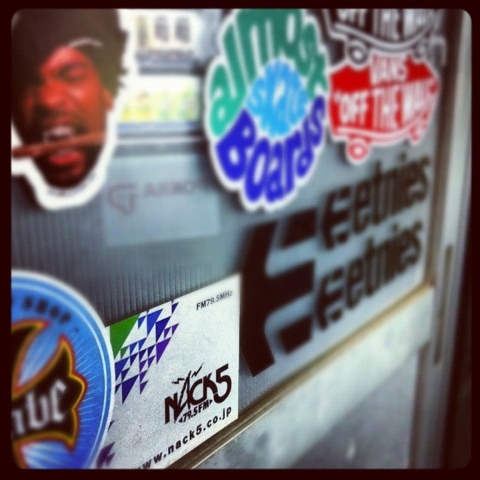 "OFF THE WALL"
VANS
"OFF THE WALL"
almost
skate
Boards
etnies
etnies
SHOP
FM79.5MHz
NACK5
79.5FM
www.nack5.co.jp